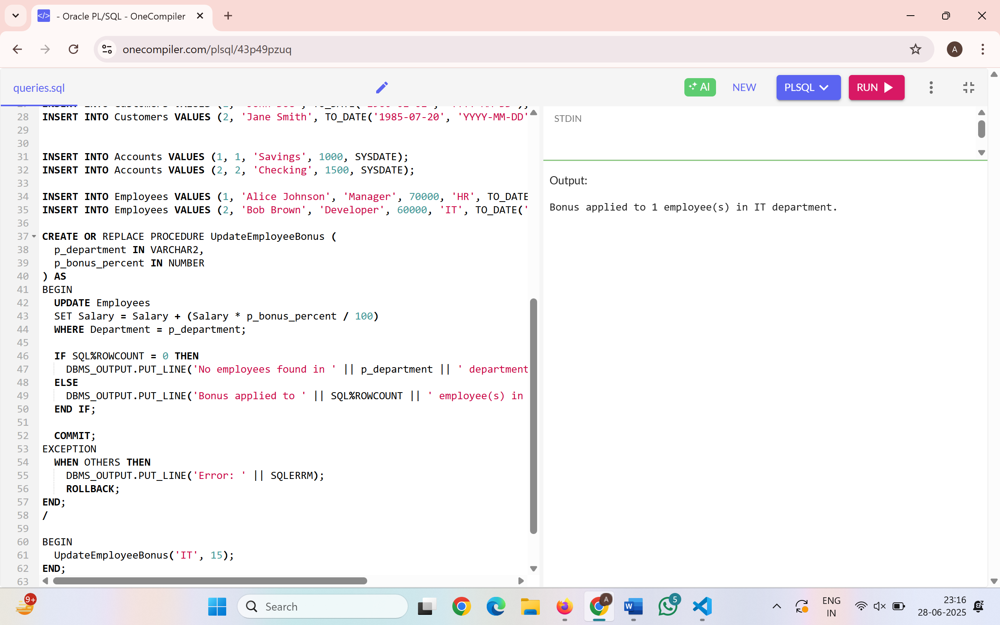 </> - Oracle PL/SQL - OneCompiler
onecompiler.com/plsql/43p49pzuq
A
queries.sql
AI NEW PLSQL RUN
28 INSERT INTO Customers VALUES (2, 'Jane Smith', TO_DATE('1985-07-20', 'YYYY-MM-DD'
29
30
31 INSERT INTO Accounts VALUES (1, 1, 'Savings', 1000, SYSDATE);
32 INSERT INTO Accounts VALUES (2, 2, 'Checking', 1500, SYSDATE);
33
34 INSERT INTO Employees VALUES (1, 'Alice Johnson', 'Manager', 70000, 'HR', TO_DATE
35 INSERT INTO Employees VALUES (2, 'Bob Brown', 'Developer', 60000, 'IT', TO_DATE('
36
37 CREATE OR REPLACE PROCEDURE UpdateEmployeeBonus (
38 p_department IN VARCHAR2,
39 p_bonus_percent IN NUMBER
40 ) AS
41 BEGIN
42 UPDATE Employees
43 SET Salary = Salary + (Salary * p_bonus_percent / 100)
44 WHERE Department = p_department;
45
46 IF SQL%ROWCOUNT = 0 THEN
47 DBMS_OUTPUT.PUT_LINE('No employees found in ' || p_department || ' department
48 ELSE
49 DBMS_OUTPUT.PUT_LINE('Bonus applied to ' || SQL%ROWCOUNT || ' employee(s) in
50 END IF;
51
52 COMMIT;
53 EXCEPTION
54 WHEN OTHERS THEN
55 DBMS_OUTPUT.PUT_LINE('Error: ' || SQLERRM);
56 ROLLBACK;
57 END;
58 /
59
60 BEGIN
61 UpdateEmployeeBonus('IT', 15);
62 END;
63
STDIN
Output:
Bonus applied to 1 employee(s) in IT department.
9+
Search
A
W
5
ENG
IN
23:16
28-06-2025